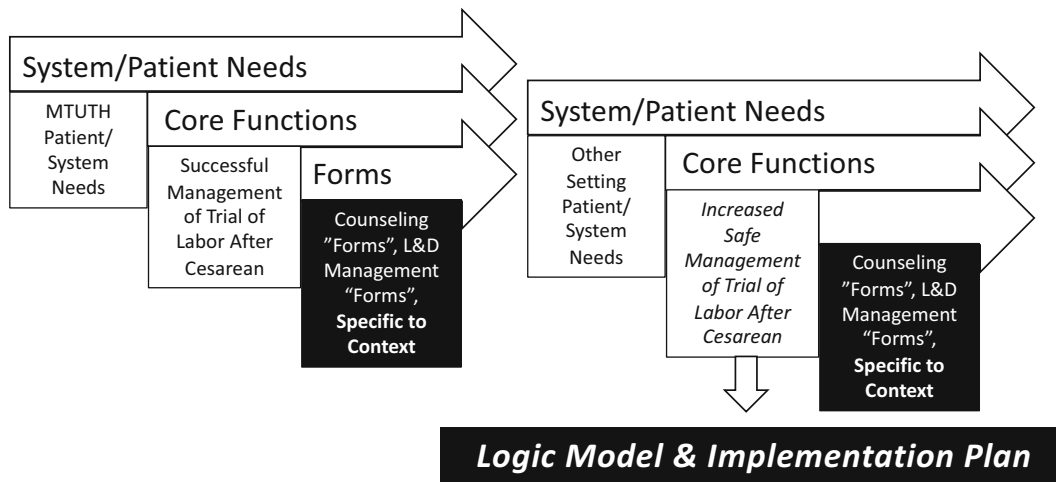 System/Patient Needs
MTUTH
Patient/
System
Needs
Core Functions
Successful
Management
of Trial of
Labor After
Cesarean
Forms
Counseling
”Forms”, L&D
Management
“Forms”,
Specific to
Context
System/Patient Needs
Other
Setting
Patient/
System
Needs
Core Functions
Increased
Safe
Management
of Trial of
Labor After
Cesarean
Counseling
”Forms”, L&D
Management
“Forms”,
Specific to
Context
Logic Model & Implementation Plan